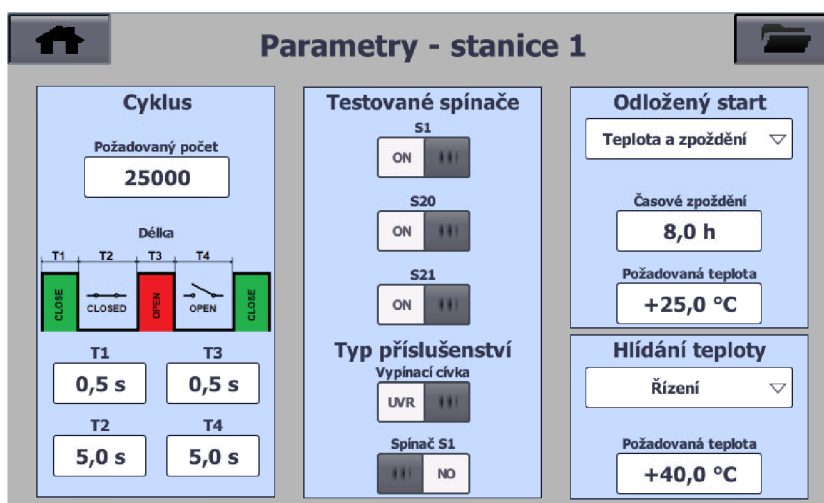 Parametry - stanice 1
Cyklus
Požadovaný počet
25000
Délka
T1 T2 T3 T4
CLOSE CLOSED OPEN OPEN CLOSE
T1 T3
0,5 s 0,5 s
T2 T4
5,0 s 5,0 s
Testované spínače
S1
ON
S20
ON
S21
ON
Typ příslušenství
Vypínací cívka
UVR
Spínač S1
NO
Odložený start
Teplota a zpoždění
Časové zpoždění
8,0 h
Požadovaná teplota
+25,0 °C
Hlídání teploty
Řízení
Požadovaná teplota
+40,0 °C